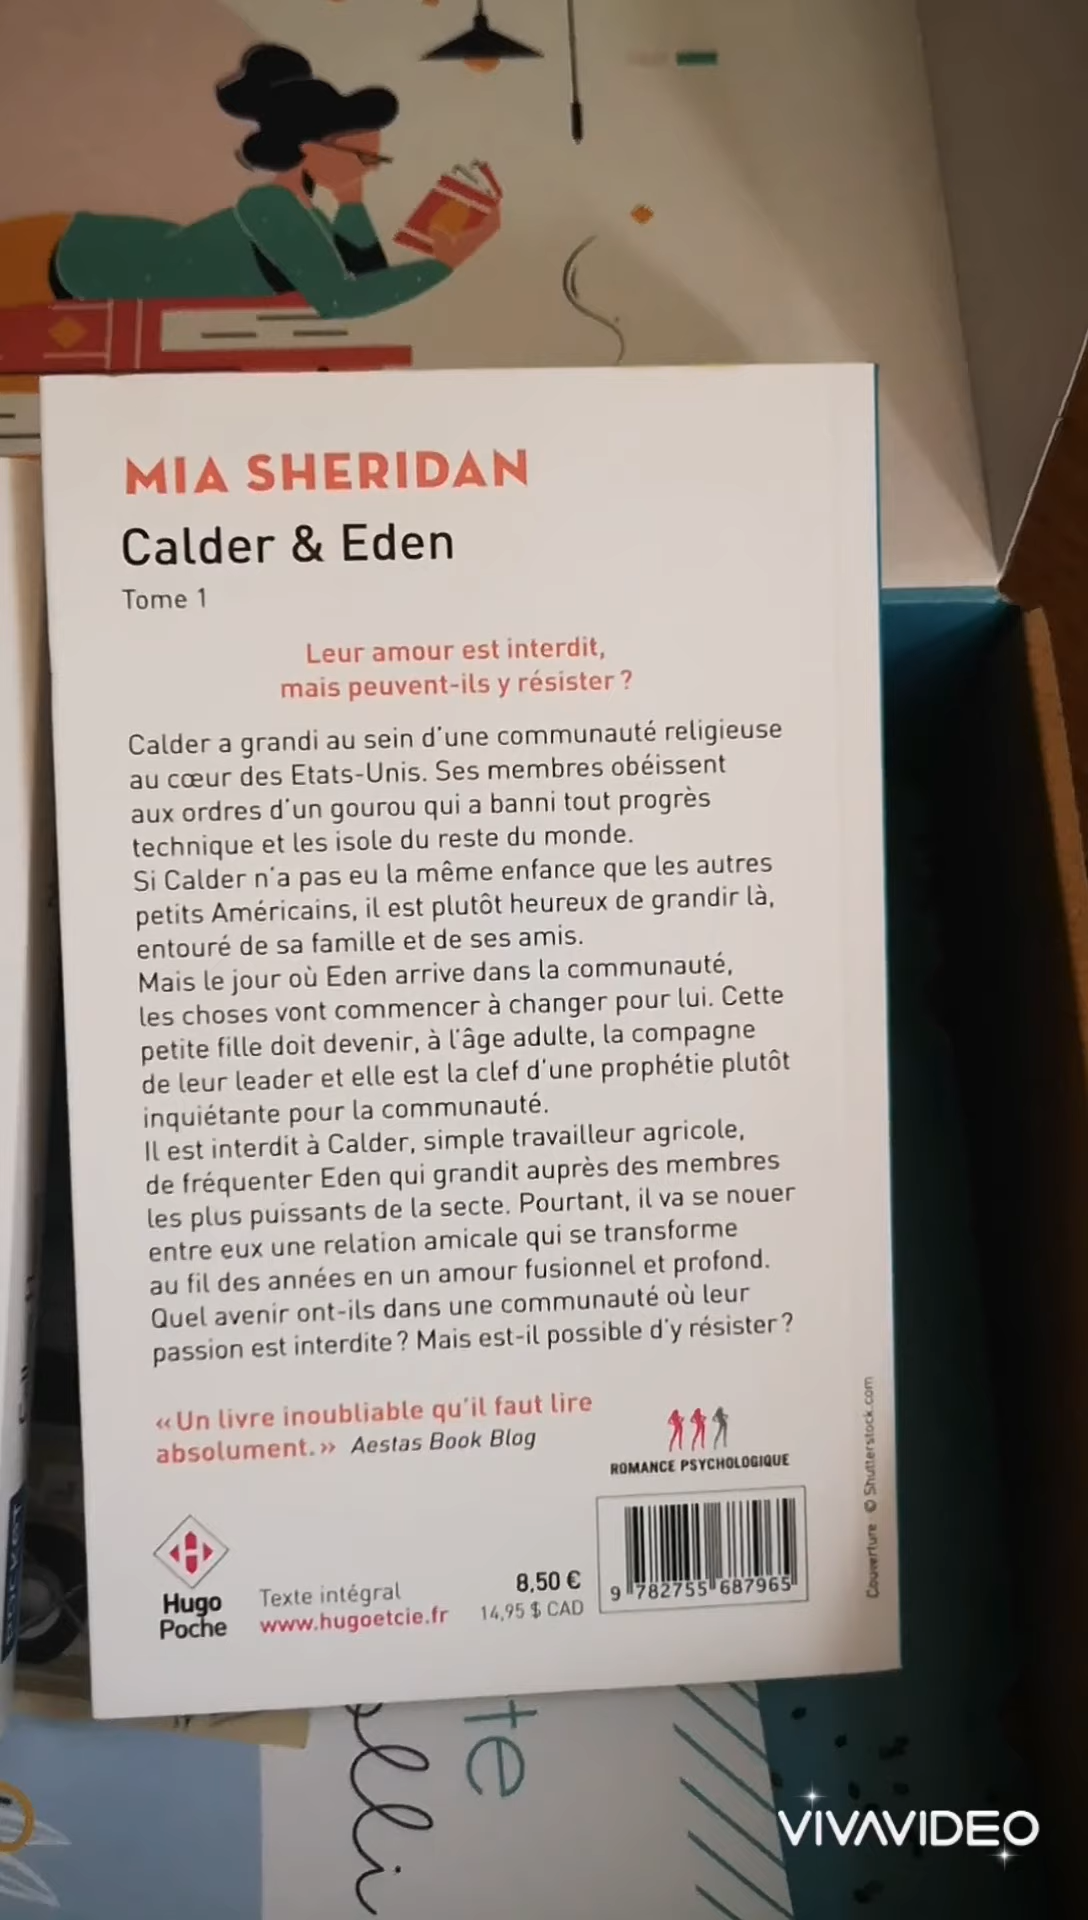 MIA SHERIDAN
Calder & Eden
Tome 1
Leur amour est interdit,
mais peuvent-ils y résister ?
Calder a grandi au sein d'une communauté religieuse
au cœur des Etats-Unis. Ses membres obéissent
aux ordres d'un gourou qui a banni tout progrès
technique et les isole du reste du monde.
Si Calder n'a pas eu la même enfance que les autres
petits Américains, il est plutôt heureux de grandir là,
entouré de sa famille et de ses amis.
Mais le jour où Eden arrive dans la communauté,
les choses vont commencer à changer pour lui. Cette
petite fille doit devenir, à l'âge adulte, la compagne
de leur leader et elle est la clef d'une prophétie plutôt
inquiétante pour la communauté.
Il est interdit à Calder, simple travailleur agricole,
de fréquenter Eden qui grandit auprès des membres
les plus puissants de la secte. Pourtant, il va se nouer
entre eux une relation amicale qui se transforme
au fil des années en un amour fusionnel et profond.
Quel avenir ont-ils dans une communauté où leur
passion est interdite ? Mais est-il possible d'y résister ?
« Un livre inoubliable qu'il faut lire
absolument. » Aestas Book Blog
ROMANCE PSYCHOLOGIQUE
Hugo
Poche
Texte intégral
www.hugoetcie.fr
8,50 €
14,95 $ CAD
9 782755 687965
Couverture © Shutterstock.com
POCKET
te
elli
VIVAVIDEO